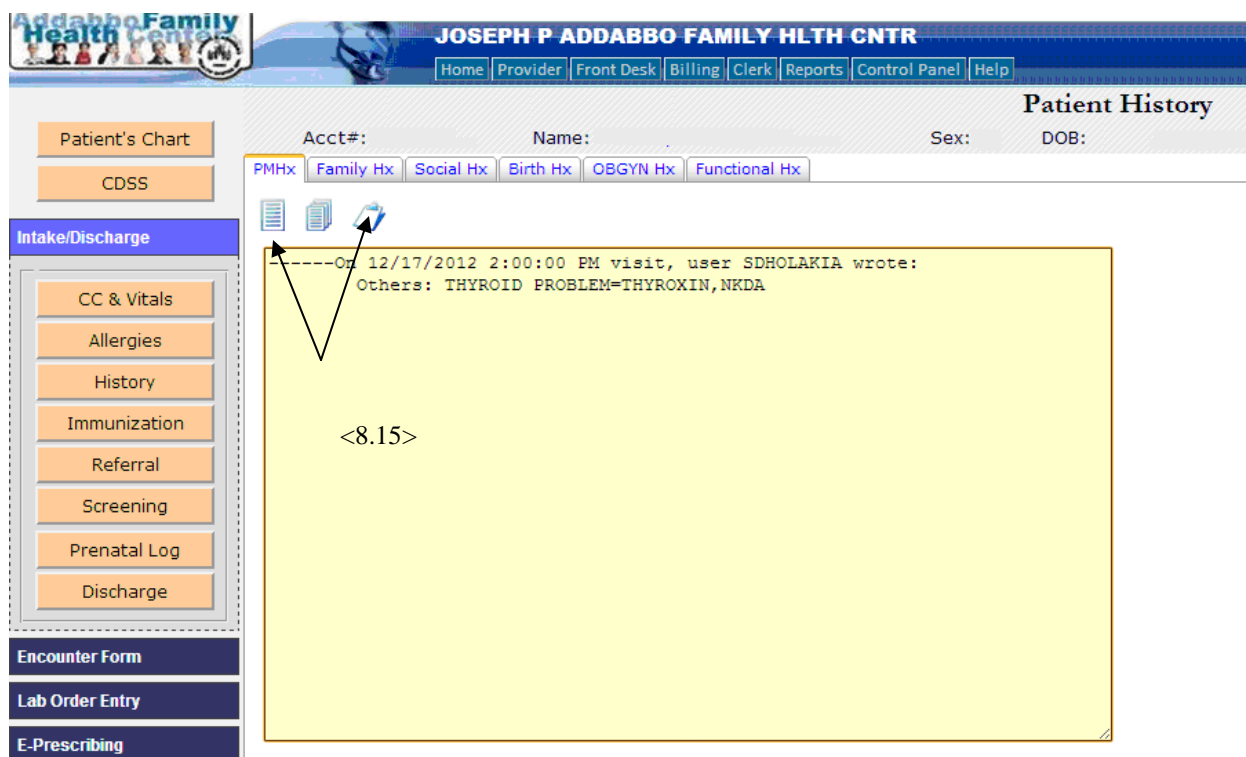 AddabboFamily
Health Center
JOSEPH P ADDABBO FAMILY HLTH CNTR
Home Provider Front Desk Billing Clerk Reports Control Panel Help
Patient History
Patient's Chart
Acct#: Name: Sex: DOB:
CDSS
PMHx Family Hx Social Hx Birth Hx OBGYN Hx Functional Hx
Intake/Discharge
------On 12/17/2012 2:00:00 PM visit, user SDHOLAKIA wrote:
Others: THYROID PROBLEM=THYROXIN,NKDA
CC & Vitals
Allergies
History
Immunization
<8.15>
Referral
Screening
Prenatal Log
Discharge
Encounter Form
Lab Order Entry
E-Prescribing